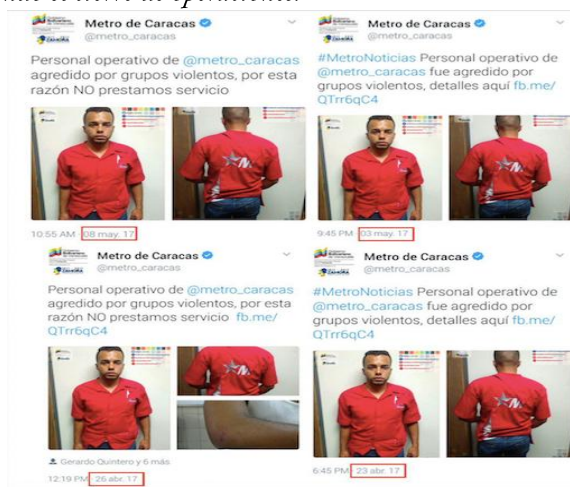 Metro de Caracas
@metro_caracas
Personal operativo de @metro_caracas
agredido por grupos violentos, por esta
razón NO prestamos servicio
10:55 AM · 08 may. 17
Metro de Caracas
@metro_caracas
#MetroNoticias Personal operativo de
@metro_caracas fue agredido por
grupos violentos, detalles aquí fb.me/
QTrr6qC4
9:45 PM · 03 may. 17
Metro de Caracas
@metro_caracas
Personal operativo de @metro_caracas
agredido por grupos violentos, por esta
razón NO prestamos servicio fb.me/
QTrr6qC4
Gerardo Quintero y 6 más
12:19 PM · 26 abr. 17
Metro de Caracas
@metro_caracas
#MetroNoticias Personal operativo de
@metro_caracas fue agredido por
grupos violentos, detalles aquí fb.me/
QTrr6qC4
6:45 PM · 23 abr. 17